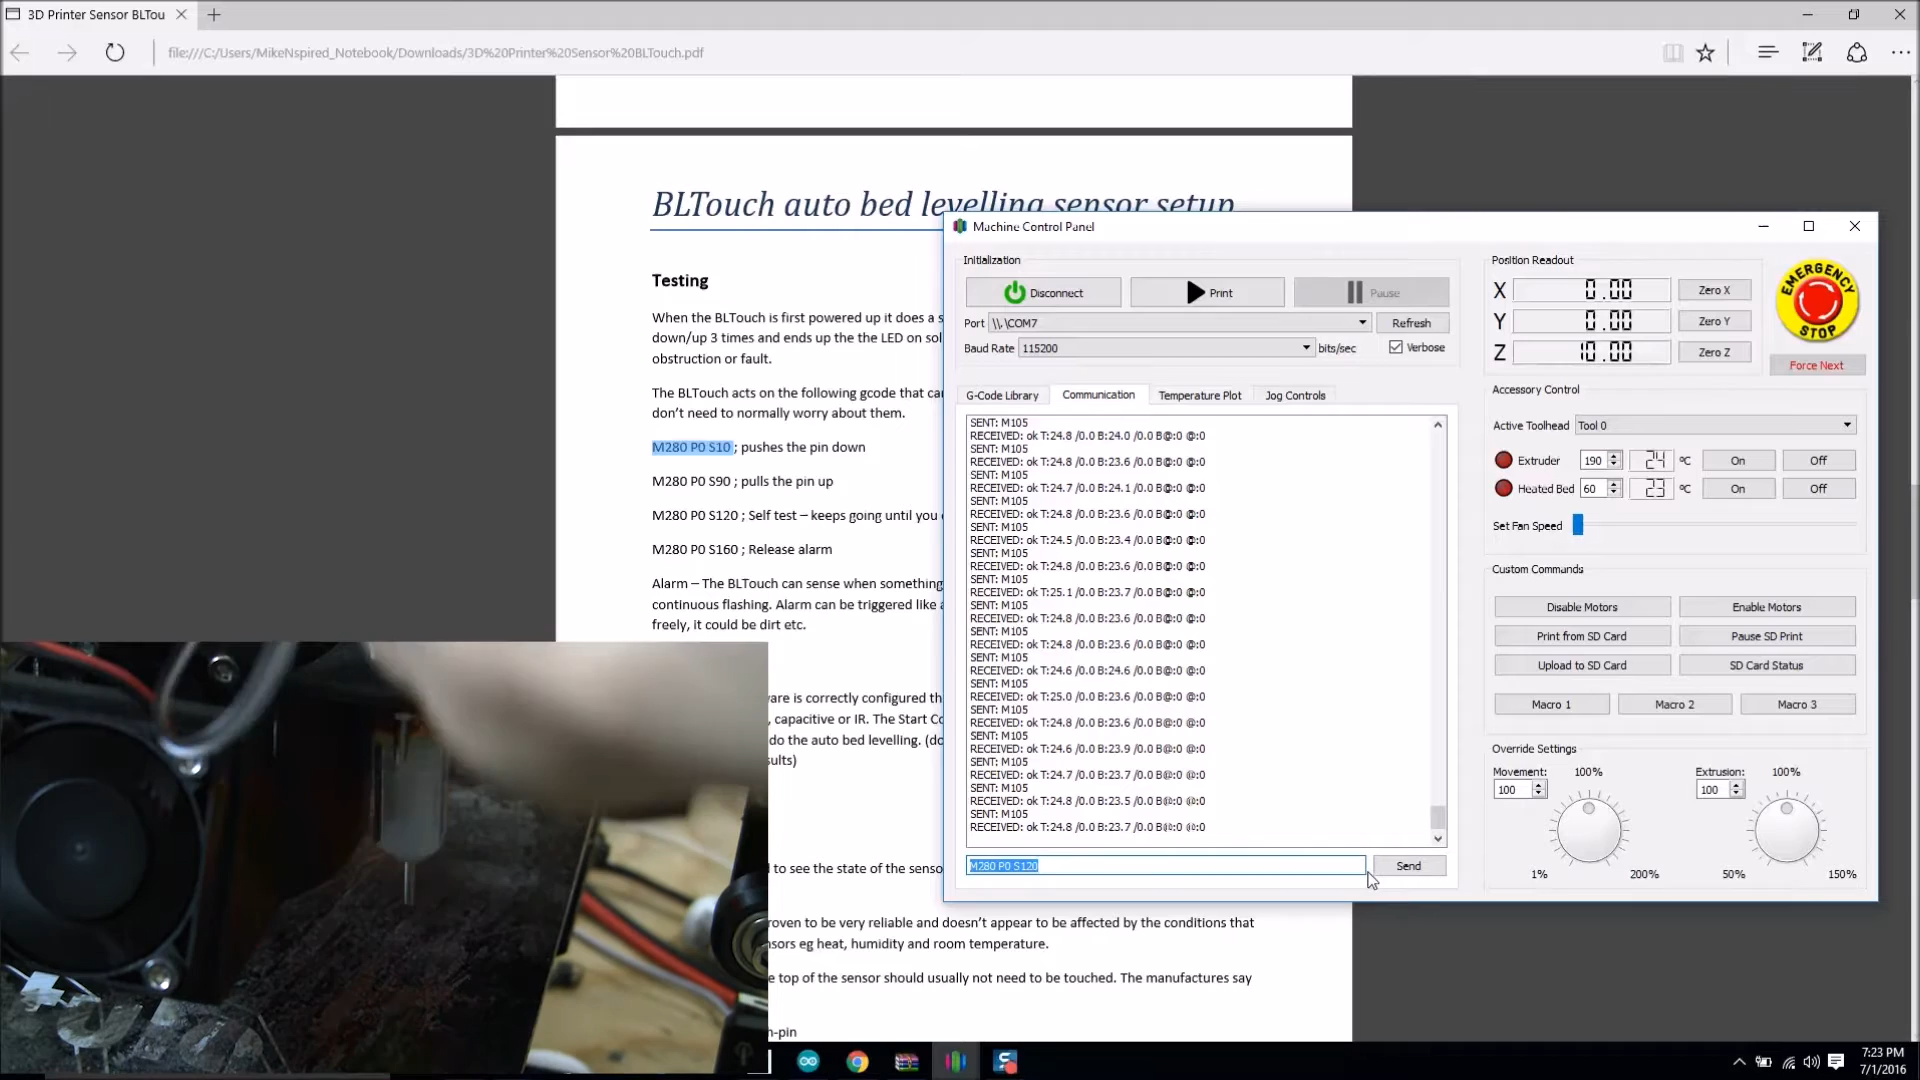 3D Printer Sensor BLTou
file:///C:/Users/MikeNspired_Notebook/Downloads/3D%20Printer%20Sensor%20BLTouch.pdf
BLTouch auto bed levelling sensor setup
Testing
When the BLTouch is first powered up it does a s
down/up 3 times and ends up the the LED on sol
obstruction or fault.
The BLTouch acts on the following gcode that car
don't need to normally worry about them.
M280 P0 S10 ; pushes the pin down
M280 P0 S90 ; pulls the pin up
M280 P0 S120 ; Self test – keeps going until you
M280 P0 S160 ; Release alarm
Alarm – The BLTouch can sense when something
continuous flashing. Alarm can be triggered like a
freely, it could be dirt etc.
ware is correctly configured th
, capacitive or IR. The Start Co
do the auto bed levelling. (do
sults)
d to see the state of the senso
roven to be very reliable and doesn't appear to be affected by the conditions that
nsors eg heat, humidity and room temperature.
e top of the sensor should usually not need to be touched. The manufactures say
n-pin
Machine Control Panel
Initialization
Disconnect
Print
Pause
Port
\\.\COM7
Refresh
Baud Rate
115200
bits/sec
Verbose
G-Code Library
Communication
Temperature Plot
Jog Controls
SENT: M105
RECEIVED: ok T:24.8 /0.0 B:24.0 /0.0 B@:0 @:0
SENT: M105
RECEIVED: ok T:24.8 /0.0 B:23.6 /0.0 B@:0 @:0
SENT: M105
RECEIVED: ok T:24.7 /0.0 B:24.1 /0.0 B@:0 @:0
SENT: M105
RECEIVED: ok T:24.8 /0.0 B:23.6 /0.0 B@:0 @:0
SENT: M105
RECEIVED: ok T:24.5 /0.0 B:23.4 /0.0 B@:0 @:0
SENT: M105
RECEIVED: ok T:24.8 /0.0 B:23.6 /0.0 B@:0 @:0
SENT: M105
RECEIVED: ok T:25.1 /0.0 B:23.7 /0.0 B@:0 @:0
SENT: M105
RECEIVED: ok T:24.8 /0.0 B:23.6 /0.0 B@:0 @:0
SENT: M105
RECEIVED: ok T:24.8 /0.0 B:23.6 /0.0 B@:0 @:0
SENT: M105
RECEIVED: ok T:24.6 /0.0 B:24.6 /0.0 B@:0 @:0
SENT: M105
RECEIVED: ok T:25.0 /0.0 B:23.6 /0.0 B@:0 @:0
SENT: M105
RECEIVED: ok T:24.8 /0.0 B:23.6 /0.0 B@:0 @:0
SENT: M105
RECEIVED: ok T:24.6 /0.0 B:23.9 /0.0 B@:0 @:0
SENT: M105
RECEIVED: ok T:24.7 /0.0 B:23.7 /0.0 B@:0 @:0
SENT: M105
RECEIVED: ok T:24.8 /0.0 B:23.5 /0.0 B@:0 @:0
SENT: M105
RECEIVED: ok T:24.8 /0.0 B:23.7 /0.0 B@:0 @:0
M280 P0 S120
Send
Position Readout
X 0.00 Zero X
Y 0.00 Zero Y
Z 10.00 Zero Z
EMERGENCY
STOP
Force Next
Accessory Control
Active Toolhead Tool 0
Extruder 190 24 ºC On Off
Heated Bed 60 23 ºC On Off
Set Fan Speed
Custom Commands
Disable Motors
Enable Motors
Print from SD Card
Pause SD Print
Upload to SD Card
SD Card Status
Macro 1
Macro 2
Macro 3
Override Settings
Movement: 100%
100
1% 200%
Extrusion: 100%
100
50% 150%
7:23 PM
7/1/2016